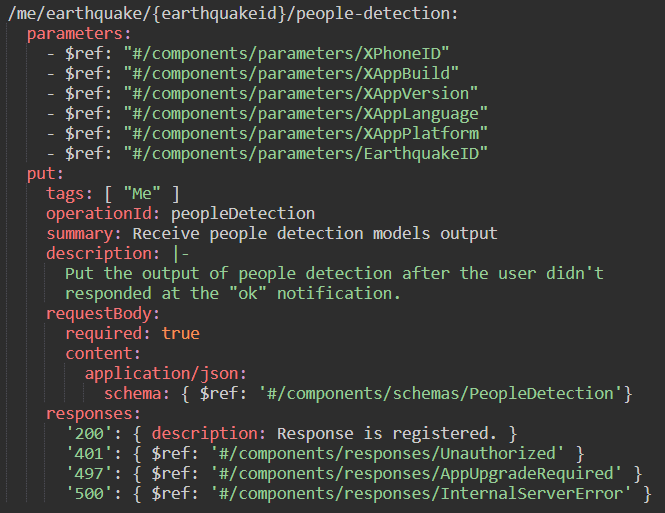 /me/earthquake/{earthquakeid}/people-detection:
  parameters:
    - $ref: "#/components/parameters/XPhoneID"
    - $ref: "#/components/parameters/XAppBuild"
    - $ref: "#/components/parameters/XAppVersion"
    - $ref: "#/components/parameters/XAppLanguage"
    - $ref: "#/components/parameters/XAppPlatform"
    - $ref: "#/components/parameters/EarthquakeID"
  put:
    tags: [ "Me" ]
    operationId: peopleDetection
    summary: Receive people detection models output
    description: |-
      Put the output of people detection after the user didn't
      responded at the "ok" notification.
    requestBody:
      required: true
      content:
        application/json:
          schema: { $ref: '#/components/schemas/PeopleDetection'}
    responses:
      '200': { description: Response is registered. }
      '401': { $ref: '#/components/responses/Unauthorized' }
      '497': { $ref: '#/components/responses/AppUpgradeRequired' }
      '500': { $ref: '#/components/responses/InternalServerError' }